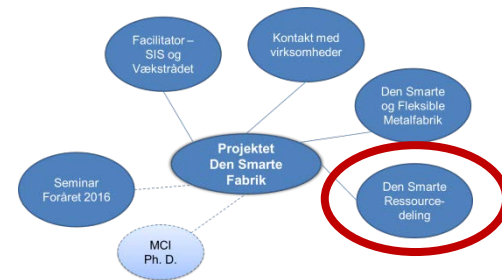 Facilitator –
SIS og
Vækstrådet
Kontakt med
virksomheder
Den Smarte
og Fleksible
Metalfabrik
Projektet
Den Smarte
Fabrik
Den Smarte
Ressource-
deling
Seminar
Foråret 2016
MCI
Ph. D.